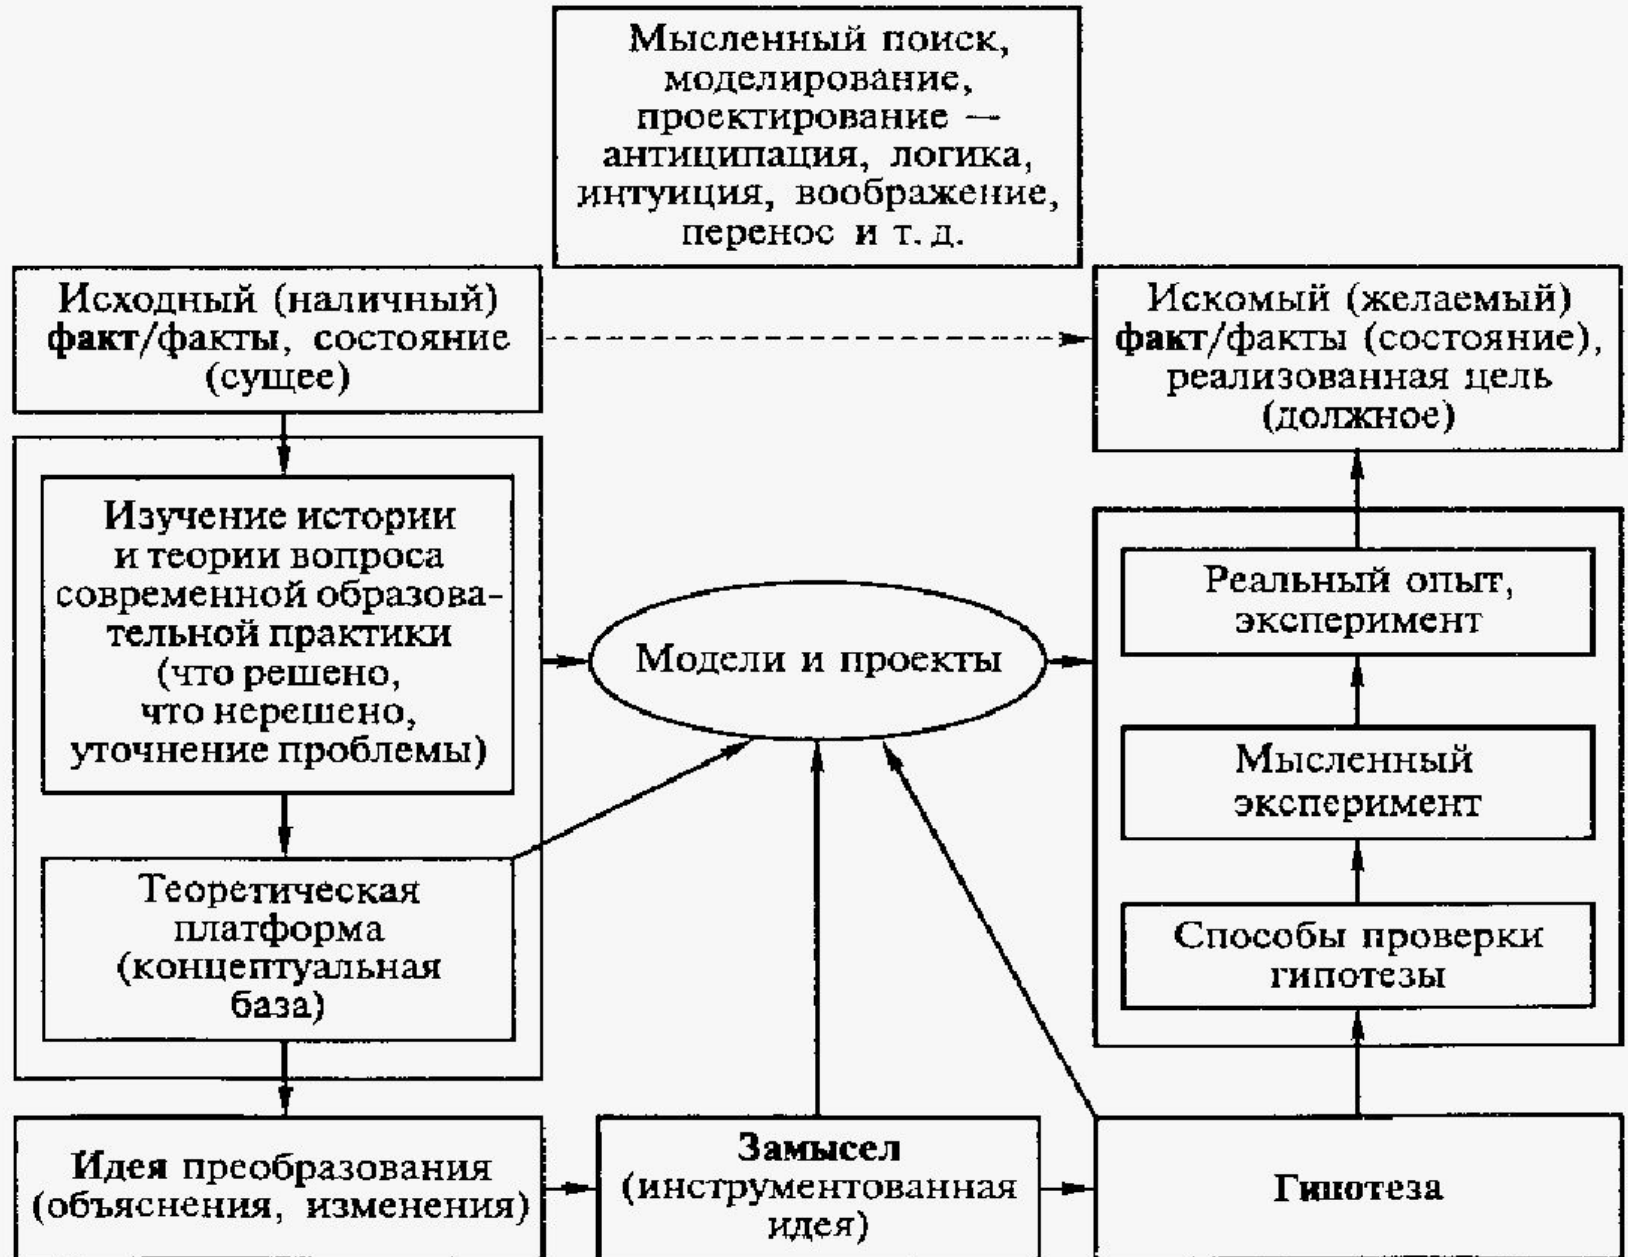 Мысленный поиск,
моделирование,
проектирование —
антиципация, логика,
интуиция, воображение,
перенос и т. д.
Исходный (наличный)
факт/факты, состояние
(сущее)
Искомый (желаемый)
факт/факты (состояние),
реализованная цель
(должное)
Изучение истории
и теории вопроса
современной образова-
тельной практики
(что решено,
что нерешено,
уточнение проблемы)
Модели и проекты
Реальный опыт,
эксперимент
Мысленный
эксперимент
Теоретическая
платформа
(концептуальная
база)
Способы проверки
гипотезы
Идея преобразования
(объяснения, изменения)
Замысел
(инструментованная
идея)
Гипотеза